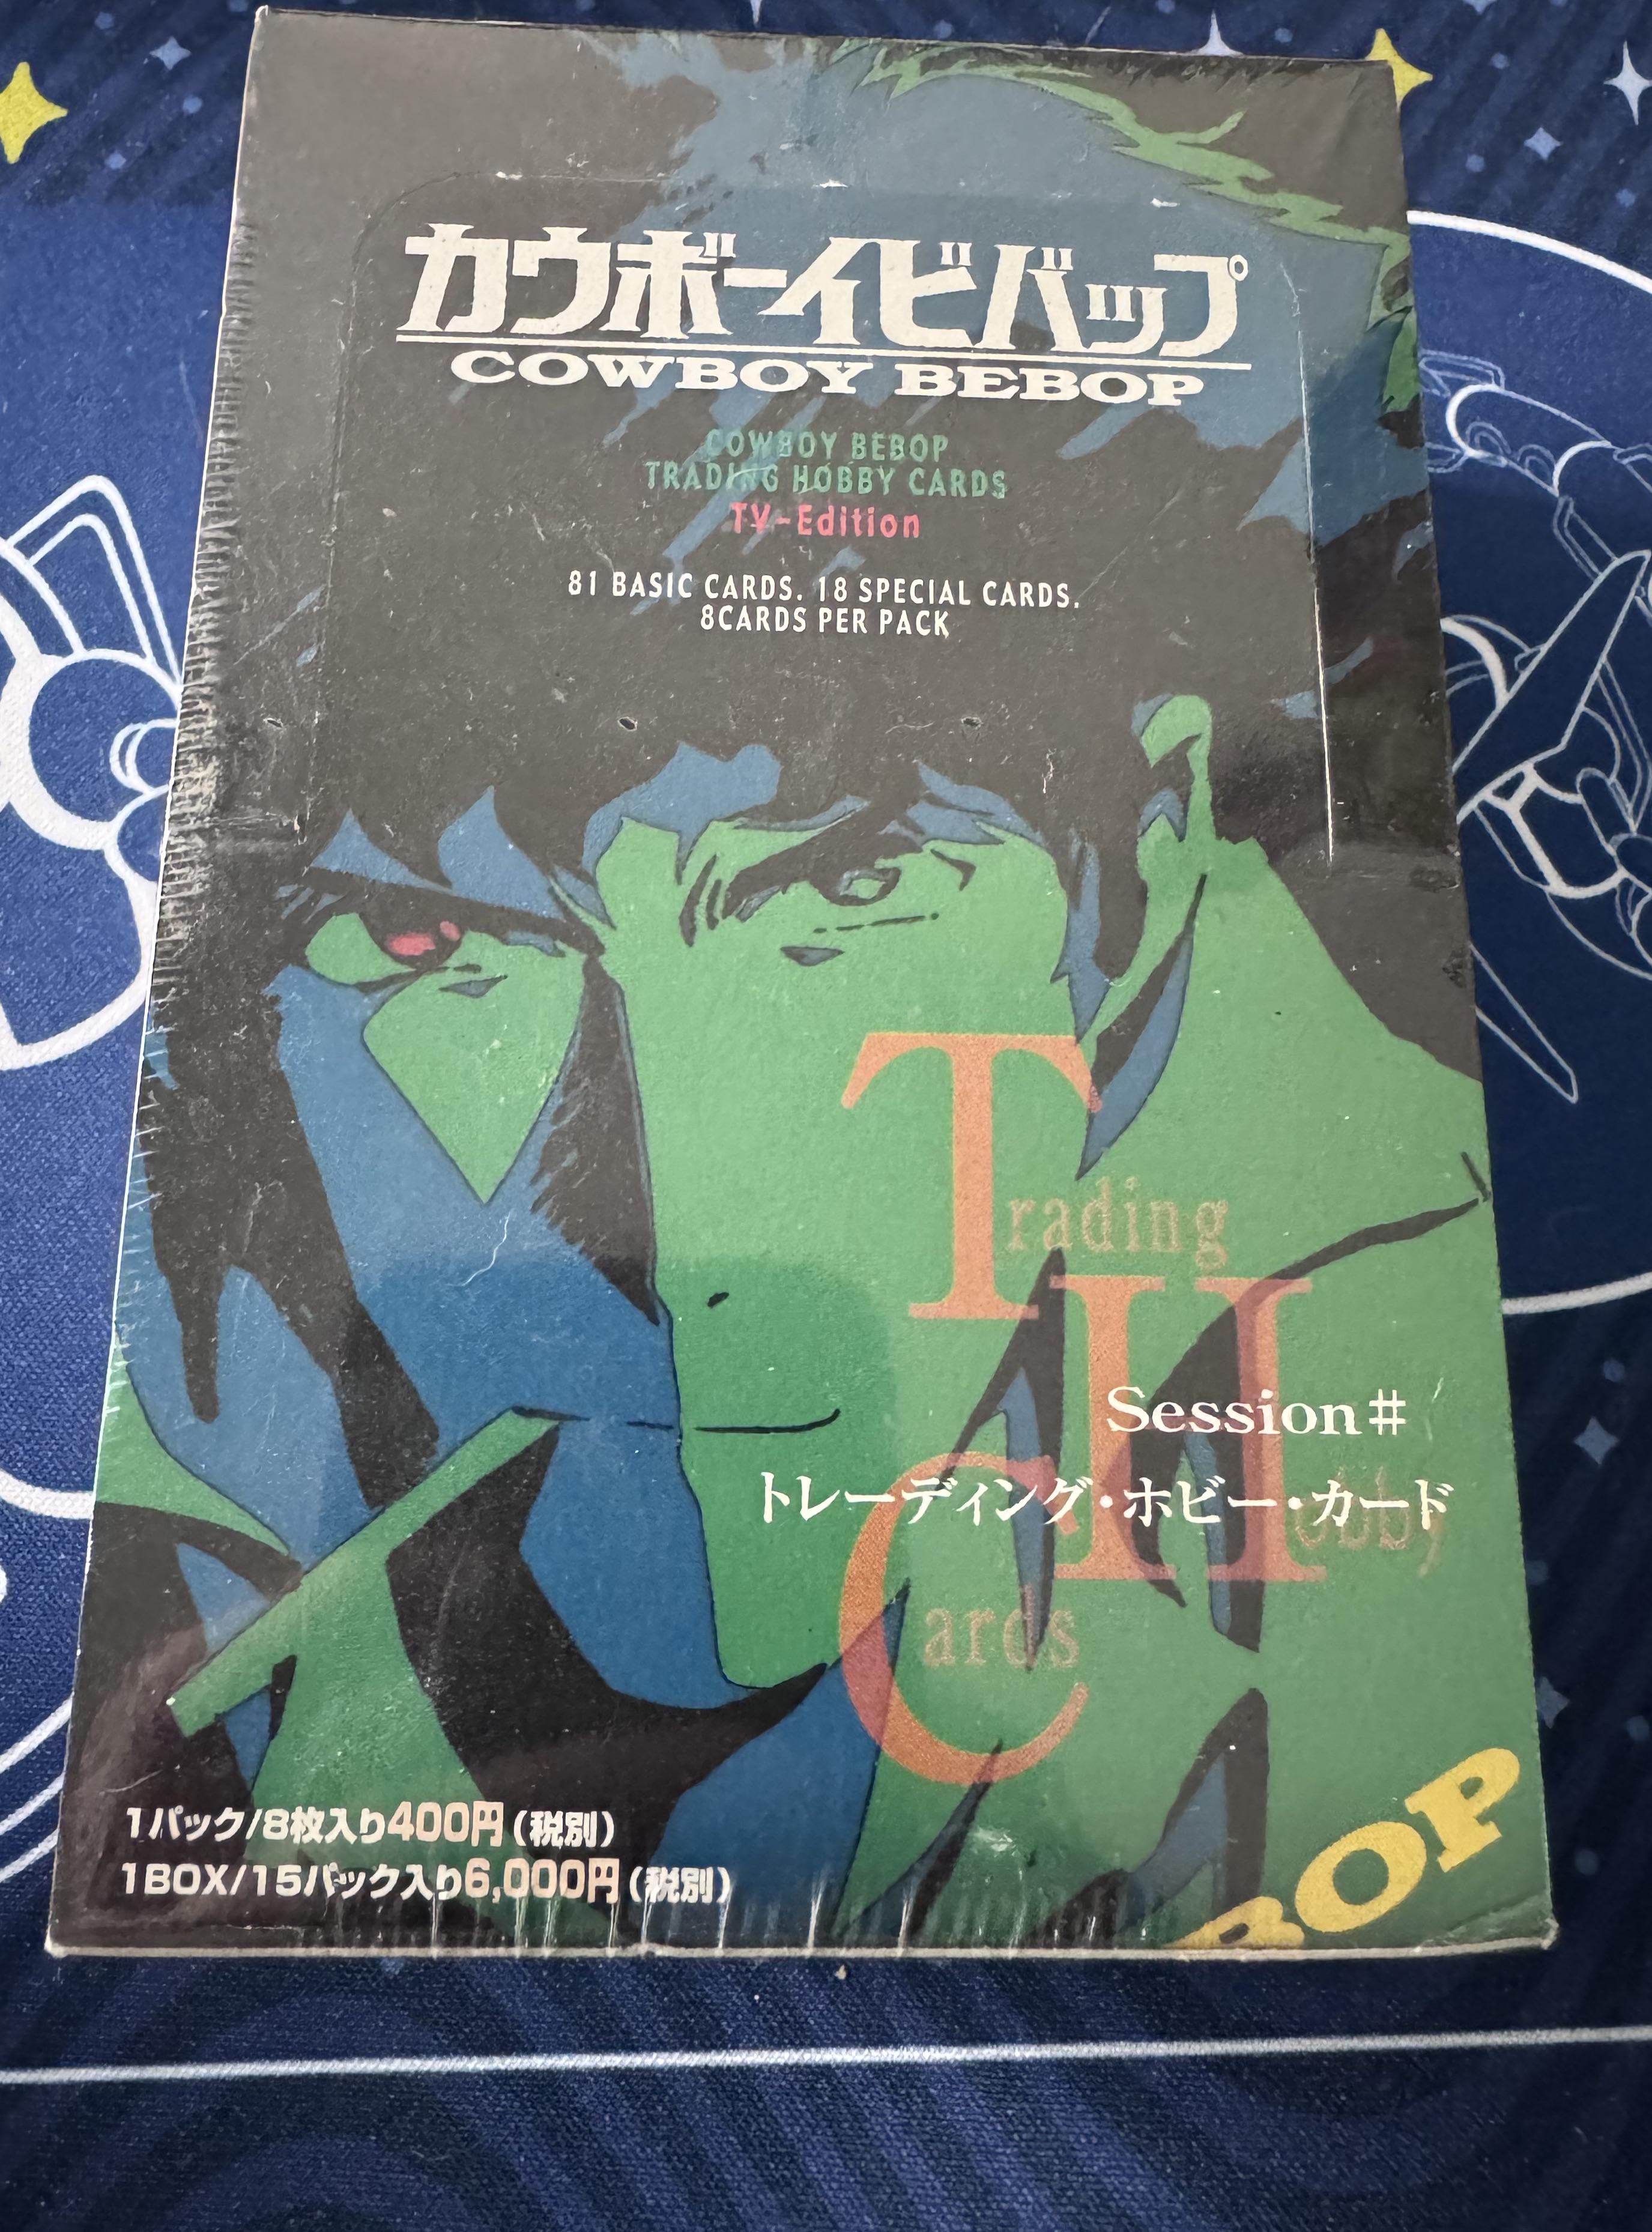 カウボーイビバップ
COWBOY BEBOP
COWBOY BEBOP
TRADING HOBBY CARDS
TV-Edition
81 BASIC CARDS. 18 SPECIAL CARDS.
8CARDS PER PACK
Trading
Hobby
Cards
Session#
トレーディング・ホビー・カード
1パック/8枚入り400円(税別)
1BOX/15パック入り6,000円(税別)
BOP